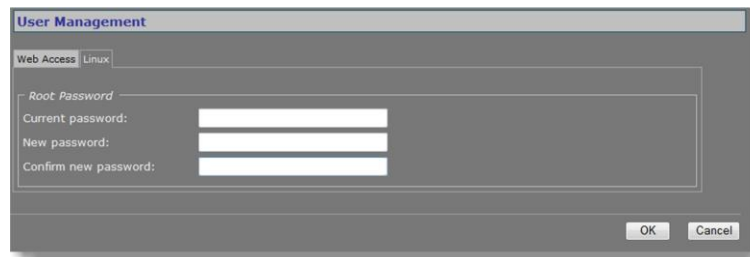 User Management
Web Access Linux
Root Password
Current password:
New password:
Confirm new password:
OK Cancel